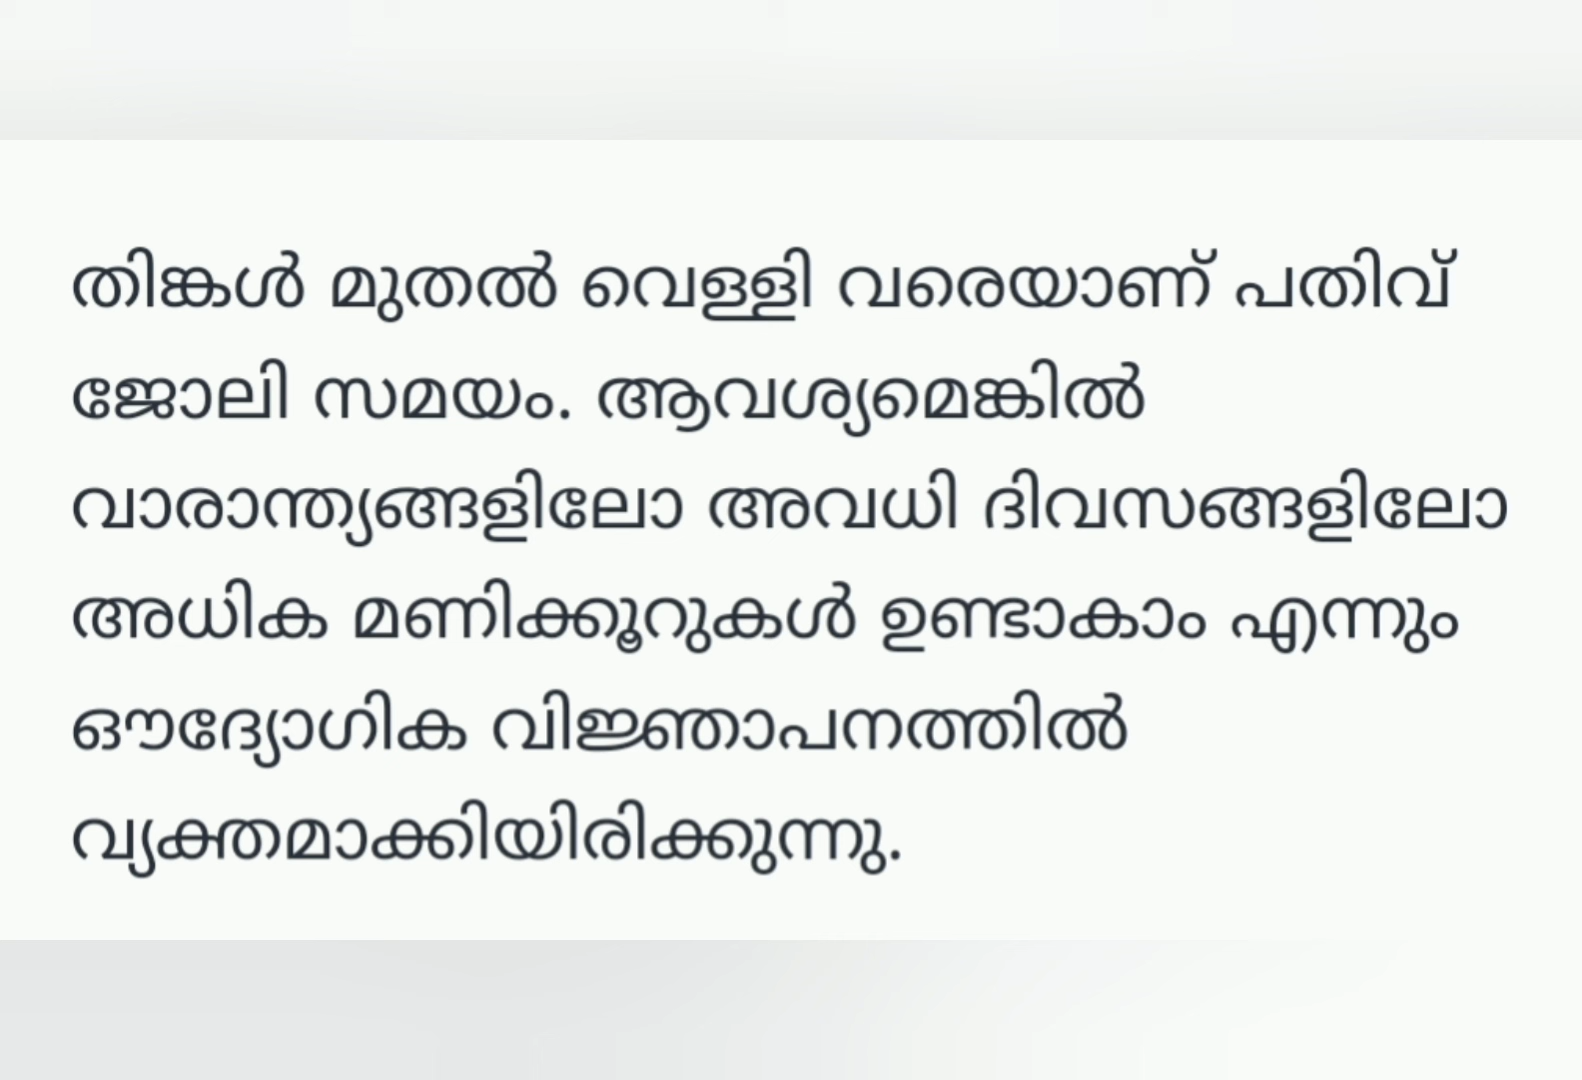 തിങ്കൾ മുതൽ വെള്ളി വരെയാണ് പതിവ്
ജോലി സമയം. ആവശ്യമെങ്കിൽ
വാരാന്ത്യങ്ങളിലോ അവധി ദിവസങ്ങളിലോ
അധിക മണിക്കൂറുകൾ ഉണ്ടാകാം എന്നും
ഔദ്യോഗിക വിജ്ഞാപനത്തിൽ
വ്യക്തമാക്കിയിരിക്കുന്നു.